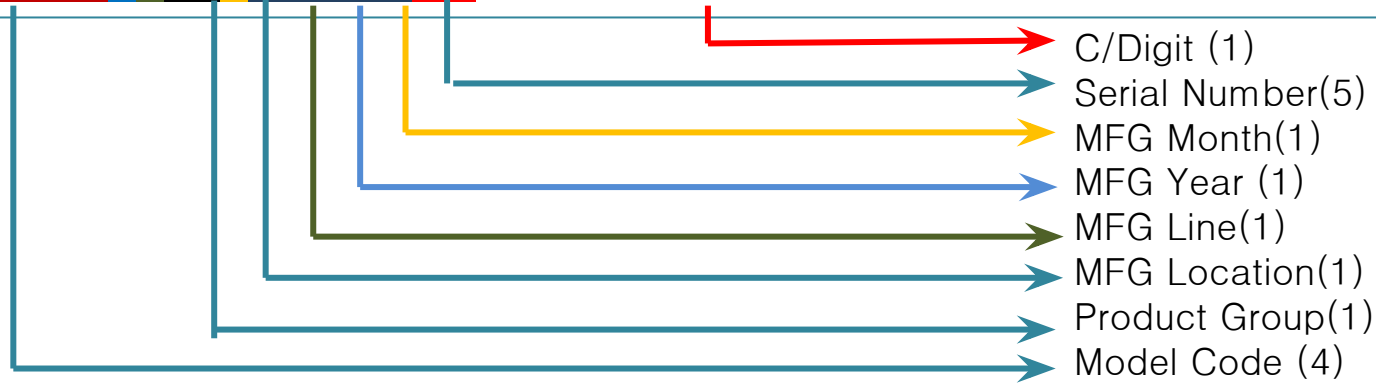 C/Digit (1)
Serial Number(5)
MFG Month(1)
MFG Year (1)
MFG Line(1)
MFG Location(1)
Product Group(1)
Model Code (4)